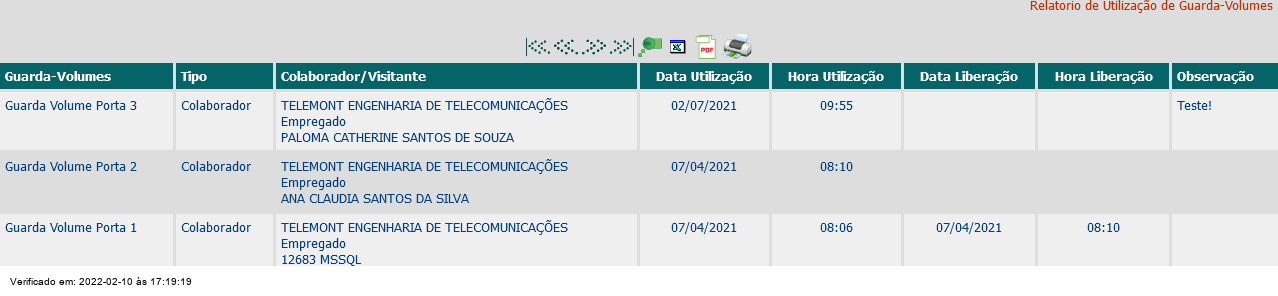 Relatorio de Utilização de Guarda-Volumes
PDF
Guarda-Volumes Tipo Colaborador/Visitante Data Utilização Hora Utilização Data Liberação Hora Liberação Observação
Guarda Volume Porta 3 Colaborador TELEMONT ENGENHARIA DE TELECOMUNICAÇÕES 02/07/2021 09:55 Teste!
Empregado
PALOMA CATHERINE SANTOS DE SOUZA
Guarda Volume Porta 2 Colaborador TELEMONT ENGENHARIA DE TELECOMUNICAÇÕES 07/04/2021 08:10
Empregado
ANA CLAUDIA SANTOS DA SILVA
Guarda Volume Porta 1 Colaborador TELEMONT ENGENHARIA DE TELECOMUNICAÇÕES 07/04/2021 08:06 07/04/2021 08:10
Empregado
12683 MSSQL
Verificado em: 2022-02-10 às 17:19:19